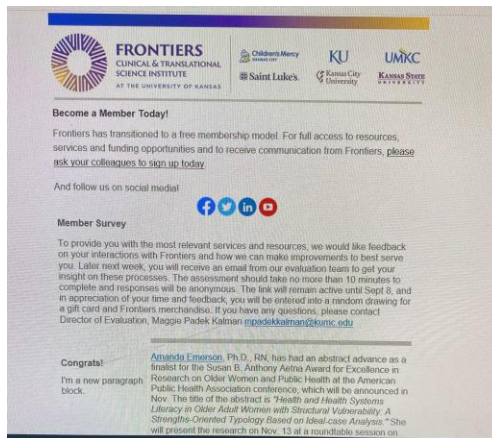 FRONTIERS
CLINICAL & TRANSLATIONAL
SCIENCE INSTITUTE
AT THE UNIVERSITY OF KANSAS
Children's Mercy
KANSAS CITY
KU
UMKC
Saint Luke's
Kansas City
University
KANSAS STATE
UNIVERSITY
Become a Member Today!
Frontiers has transitioned to a free membership model. For full access to resources,
services and funding opportunities and to receive communication from Frontiers, please
ask your colleagues to sign up today.
And follow us on social media!
Member Survey
To provide you with the most relevant services and resources, we would like feedback
on your interactions with Frontiers and how we can make improvements to best serve
you. Later next week, you will receive an email from our evaluation team to get your
insight on these processes. The assessment should take no more than 10 minutes to
complete and responses will be anonymous. The link will remain active until Sept 8, and
in appreciation of your time and feedback, you will be entered into a random drawing for
a gift card and Frontiers merchandise. If you have any questions, please contact
Director of Evaluation, Maggie Padek Kalman mpadekkalman@kumc.edu
Congrats!
I'm a new paragraph
block.
Amanda Emerson, Ph.D., RN, has had an abstract advance as a
finalist for the Susan B. Anthony Aetna Award for Excellence in
Research on Older Women and Public Health at the American
Public Health Association conference, which will be announced in
Nov. The title of the abstract is "Health and Health Systems
Literacy in Older Adult Women with Structural Vulnerability: A
Strengths-Oriented Typology Based on Ideal-case Analysis." She
will present the research on Nov. 13 at a roundtable session on